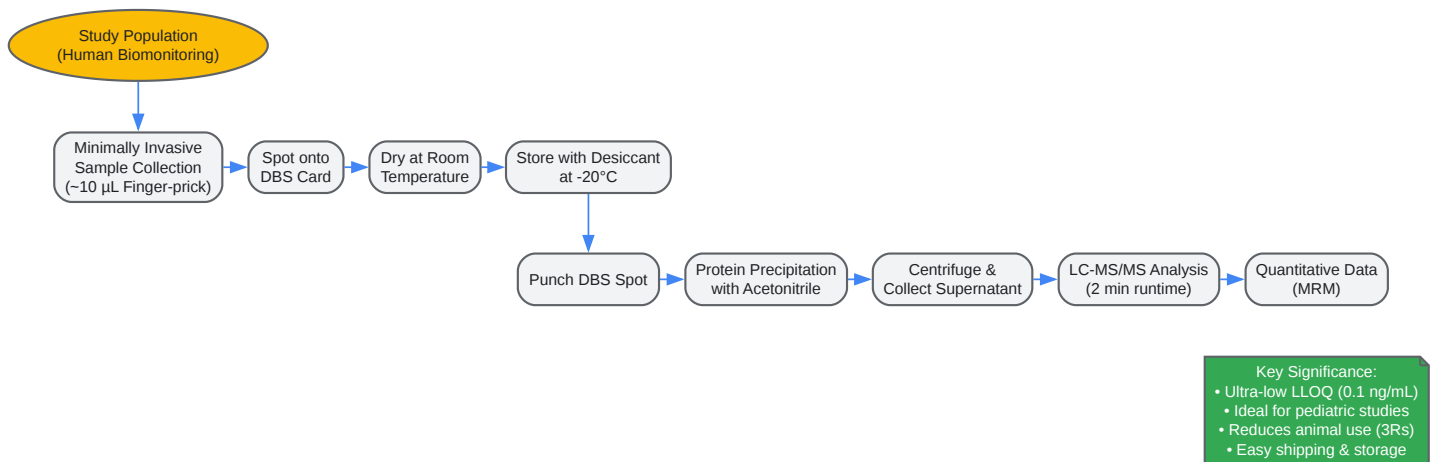 Study Population
(Human Biomonitoring)
Minimally Invasive
Sample Collection
(~10 µL Finger-prick)
Spot onto
DBS Card
Dry at Room
Temperature
Store with Desiccant
at -20°C
Punch DBS Spot
Protein Precipitation
with Acetonitrile
Centrifuge &
Collect Supernatant
LC-MS/MS Analysis
(2 min runtime)
Quantitative Data
(MRM)
Key Significance:
• Ultra-low LLOQ (0.1 ng/mL)
• Ideal for pediatric studies
• Reduces animal use (3Rs)
• Easy shipping & storage